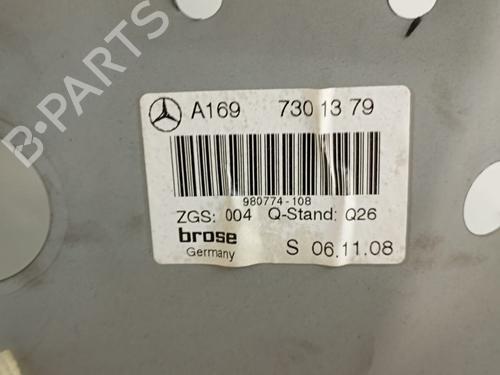 B-PARTS
A169 730 13 79
980774-108
ZGS: 004 Q-Stand: Q26
brose
Germany S 06.11.08